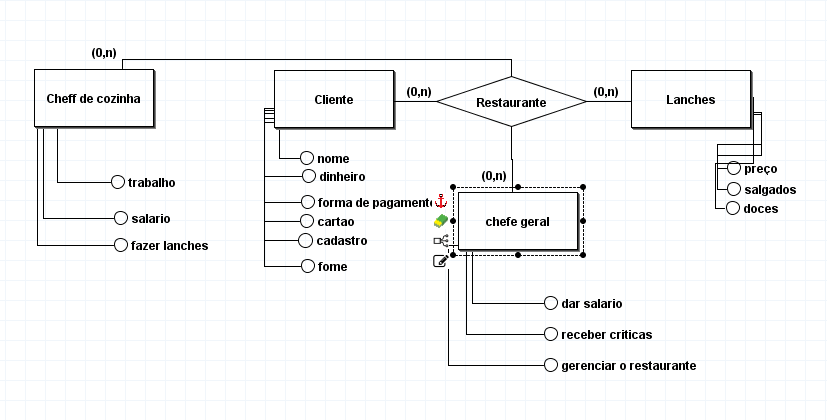 (0,n)
Cheff de cozinha
Cliente
(0,n)
Restaurante
(0,n)
Lanches
trabalho
salario
fazer lanches
nome
dinheiro
forma de pagamento
cartao
cadastro
fome
(0,n)
chefe geral
preço
salgados
doces
dar salario
receber criticas
gerenciar o restaurante